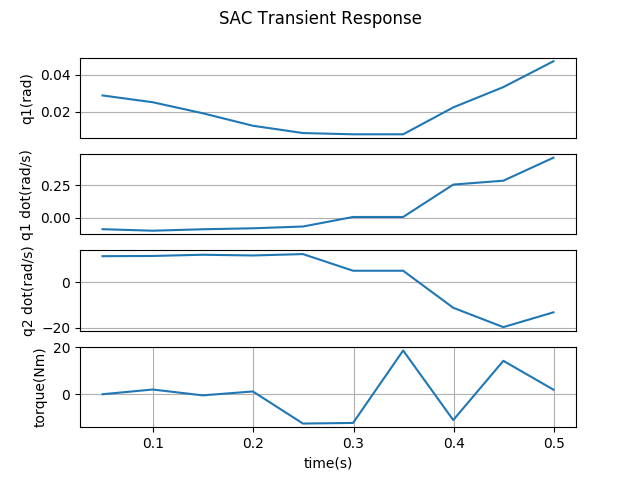 SAC Transient Response
0.04
0.02
q1(rad)
0.25
0.00
q1 dot(rad/s)
0
−20
q2 dot(rad/s)
20
0
torque(Nm)
0.1 0.2 0.3 0.4 0.5
time(s)